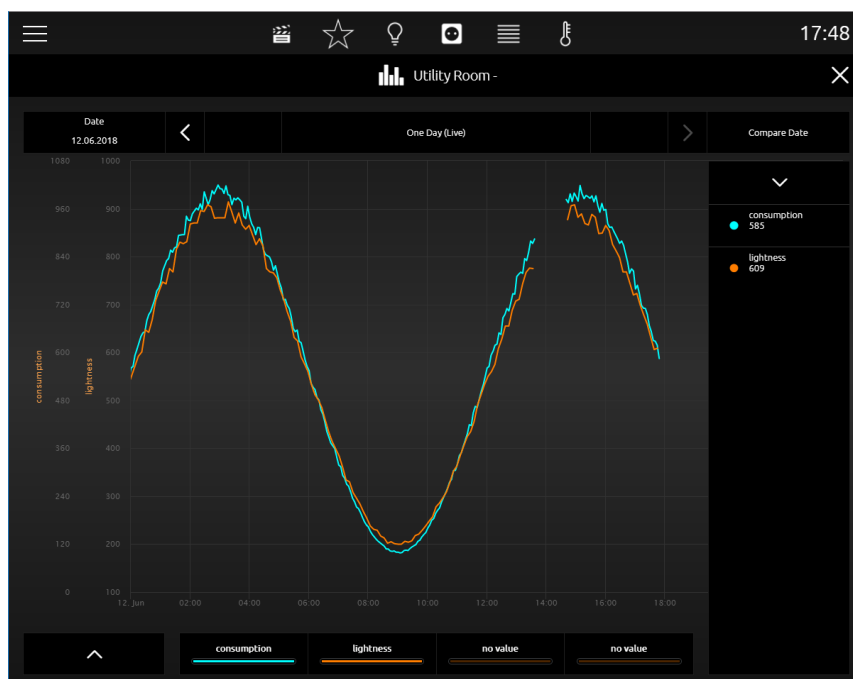 17:48
Utility Room -
Date
12.06.2018
One Day (Live)
Compare Date
1080
1000
960
900
840
800
720
700
600
600
480
500
360
400
240
300
120
200
0
100
consumption
lightness
12. Jun
02:00
04:00
06:00
08:00
10:00
12:00
14:00
16:00
18:00
consumption
585
lightness
609
consumption
lightness
no value
no value